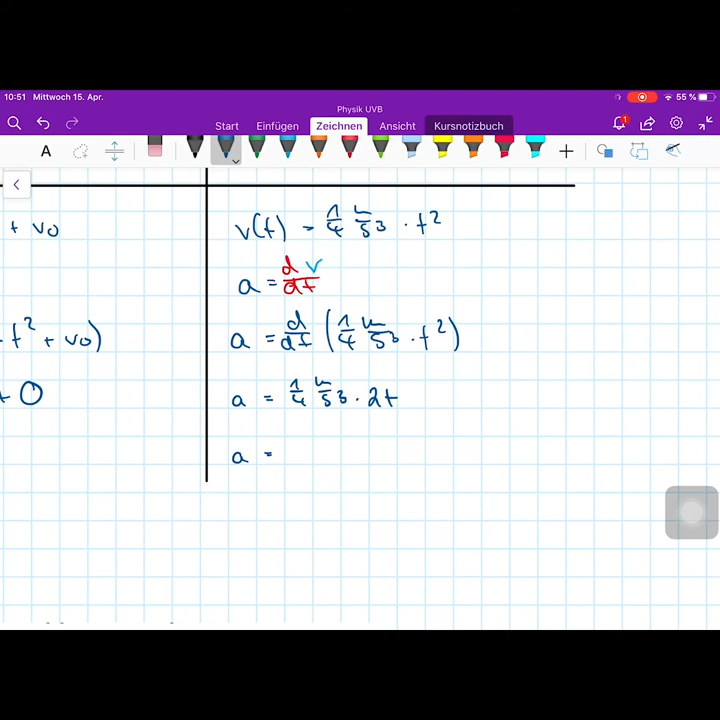 10:51 Mittwoch 15. Apr. 55 %
Physik UVB
Start Einfügen Zeichnen Ansicht Kursnotizbuch 1
A
+ v0
t² + v0)
+ 0
v(t) = 1/4 m/s3 · t²
a = dv/dt
a = d/dt (1/4 m/s3 · t²)
a = 1/4 m/s3 · 2t
a =